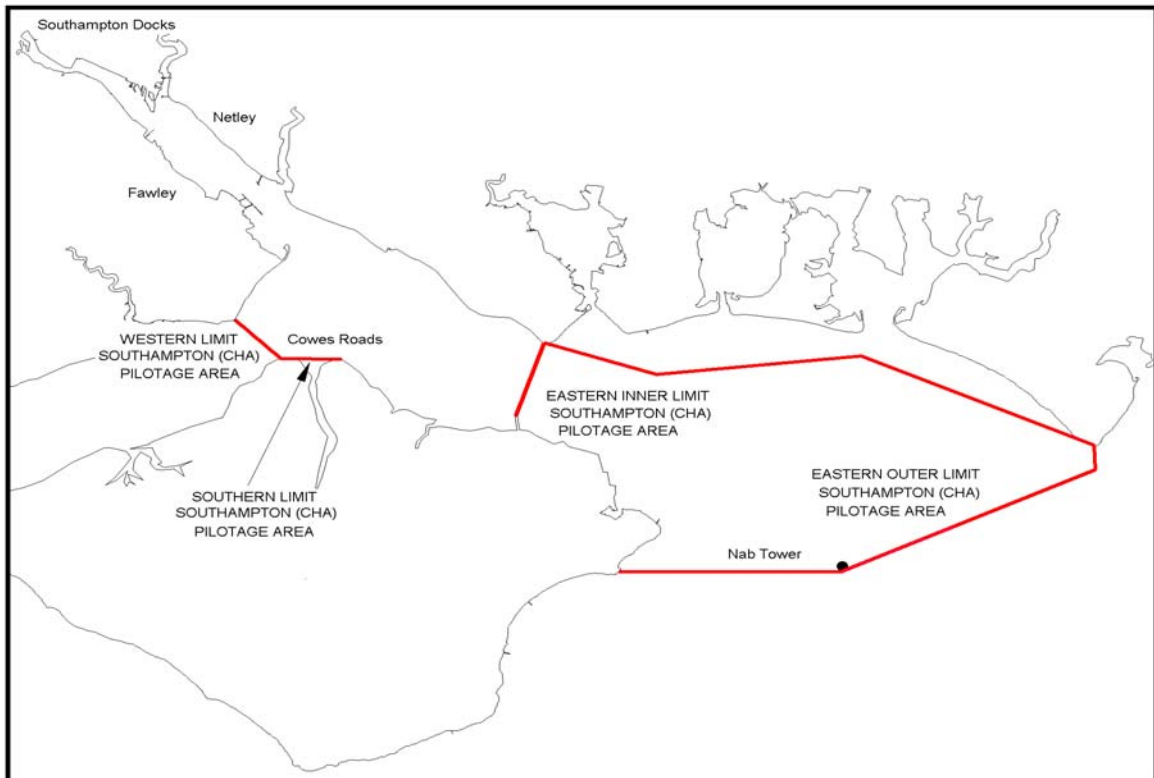 Southampton Docks
Netley
Fawley
WESTERN LIMIT
SOUTHAMPTON (CHA)
PILOTAGE AREA
Cowes Roads
EASTERN INNER LIMIT
SOUTHAMPTON (CHA)
PILOTAGE AREA
EASTERN OUTER LIMIT
SOUTHAMPTON (CHA)
PILOTAGE AREA
SOUTHERN LIMIT
SOUTHAMPTON (CHA)
PILOTAGE AREA
Nab Tower